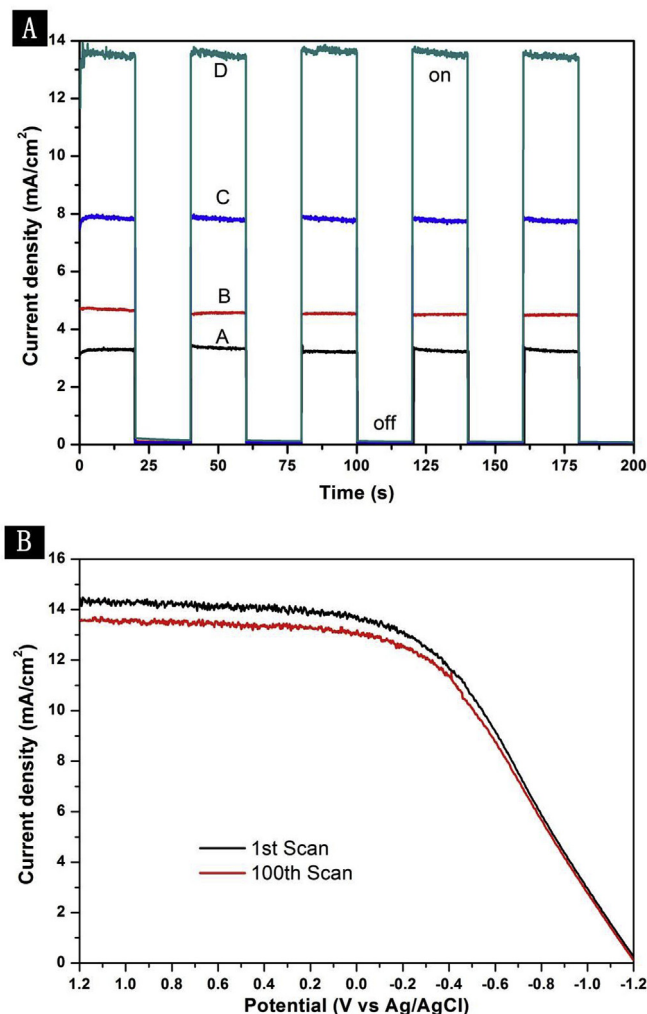 A
14
12
10
8
6
4
2
0
Current density (mA/cm²)
D
on
C
B
A
off
0 25 50 75 100 125 150 175 200
Time (s)
B
16
14
12
10
8
6
4
2
0
Current density (mA/cm²)
1st Scan
100th Scan
1.2 1.0 0.8 0.6 0.4 0.2 0.0 -0.2 -0.4 -0.6 -0.8 -1.0 -1.2
Potential (V vs Ag/AgCl)